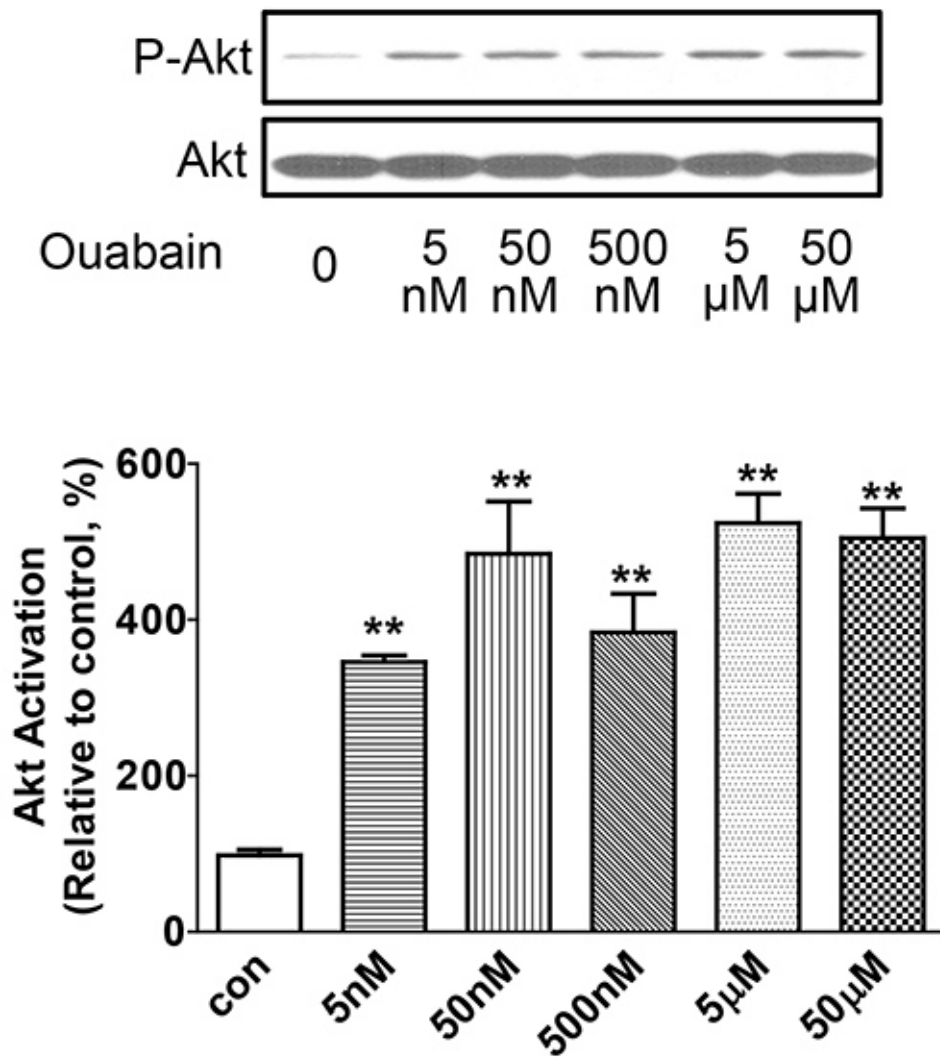 P-Akt
Akt
Ouabain 0 5 nM 50 nM 500 nM 5 µM 50 µM
600
400
200
0
Akt Activation
(Relative to control, %)
**
**
**
**
**
con 5nM 50nM 500nM 5µM 50µM